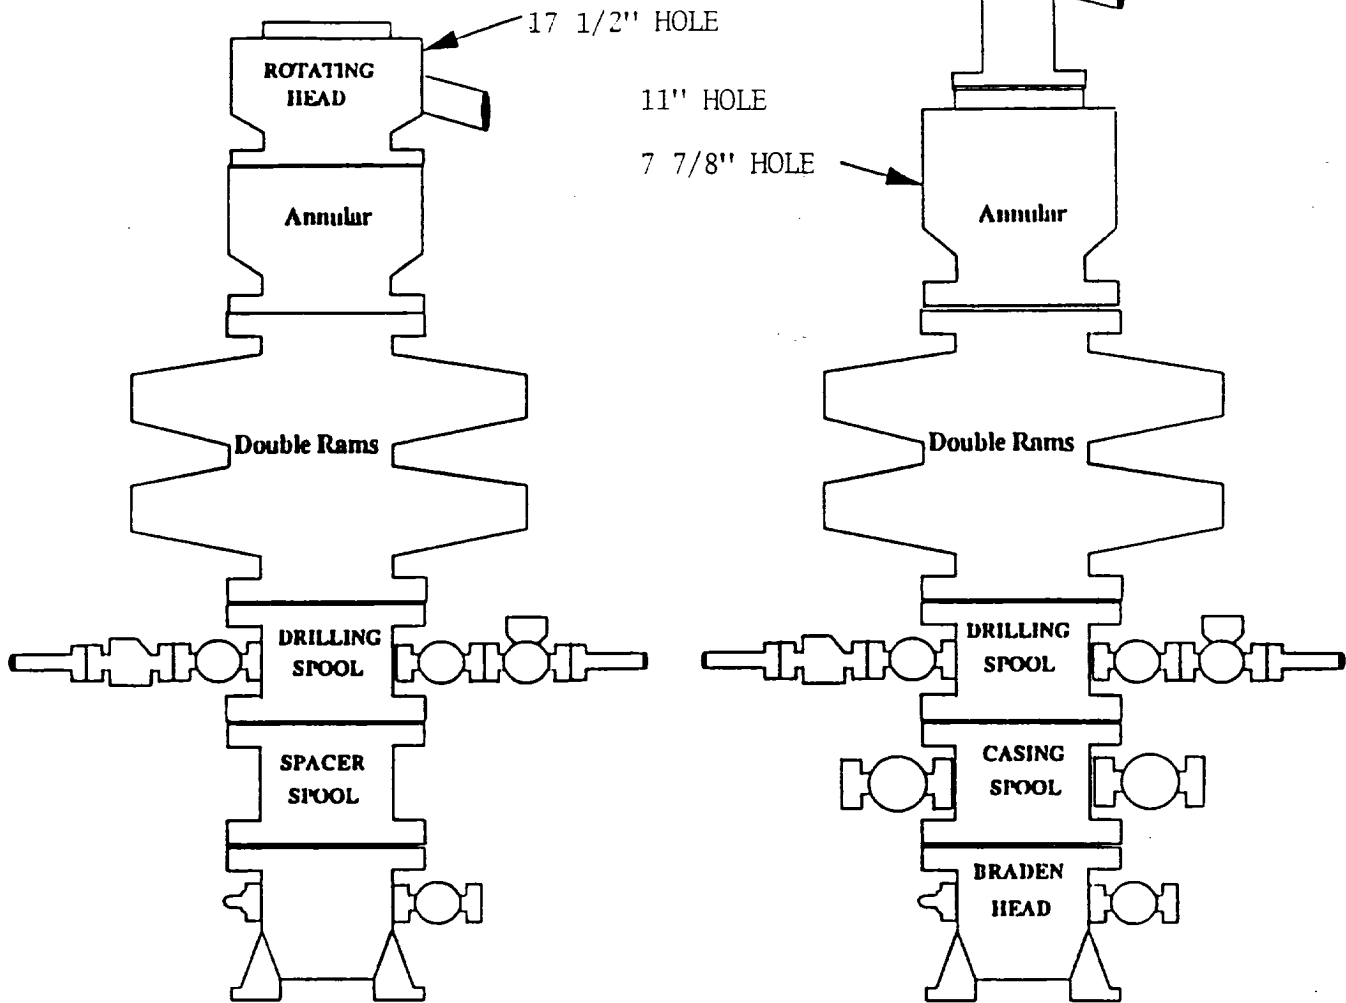 17 1/2" HOLE
ROTATING
HEAD
Annular
Double Rams
DRILLING
SPOOL
SPACER
SPOOL
11" HOLE
7 7/8" HOLE
Annular
Double Rams
DRILLING
SPOOL
CASING
SPOOL
BRADEN
HEAD